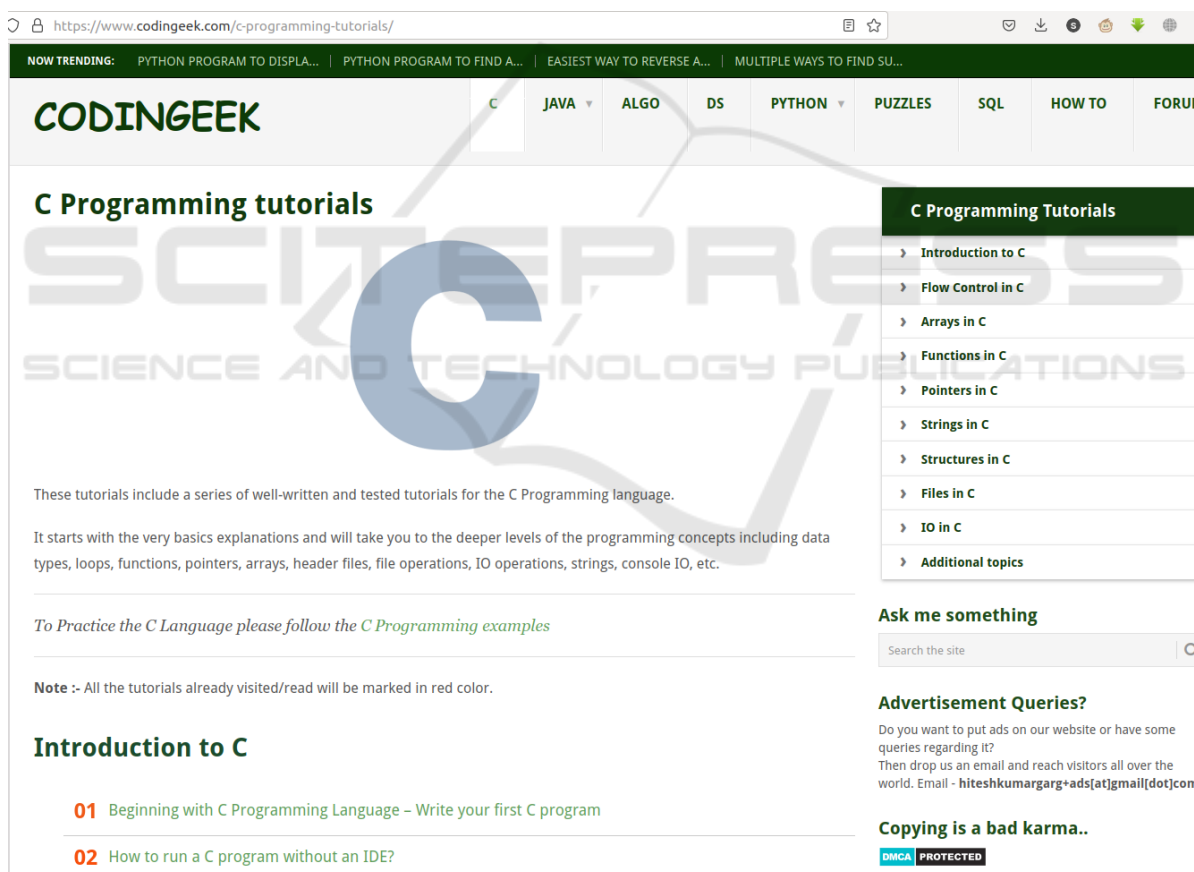 https://www.codingeek.com/c-programming-tutorials/
NOW TRENDING: PYTHON PROGRAM TO DISPLA... | PYTHON PROGRAM TO FIND A... | EASIEST WAY TO REVERSE A... | MULTIPLE WAYS TO FIND SU...
CODINGEEK
C JAVA ALGO DS PYTHON PUZZLES SQL HOW TO FORU
C Programming tutorials
C
SCITEPRESS
SCIENCE AND TECHNOLOGY PUBLICATIONS
These tutorials include a series of well-written and tested tutorials for the C Programming language.
It starts with the very basics explanations and will take you to the deeper levels of the programming concepts including data
types, loops, functions, pointers, arrays, header files, file operations, IO operations, strings, console IO, etc.
To Practice the C Language please follow the C Programming examples
Note :- All the tutorials already visited/read will be marked in red color.
Introduction to C
01 Beginning with C Programming Language – Write your first C program
02 How to run a C program without an IDE?
C Programming Tutorials
Introduction to C
Flow Control in C
Arrays in C
Functions in C
Pointers in C
Strings in C
Structures in C
Files in C
IO in C
Additional topics
Ask me something
Search the site
Advertisement Queries?
Do you want to put ads on our website or have some
queries regarding it?
Then drop us an email and reach visitors all over the
world. Email - hiteshkumargarg+ads[at]gmail[dot]com
Copying is a bad karma..
DMCA PROTECTED